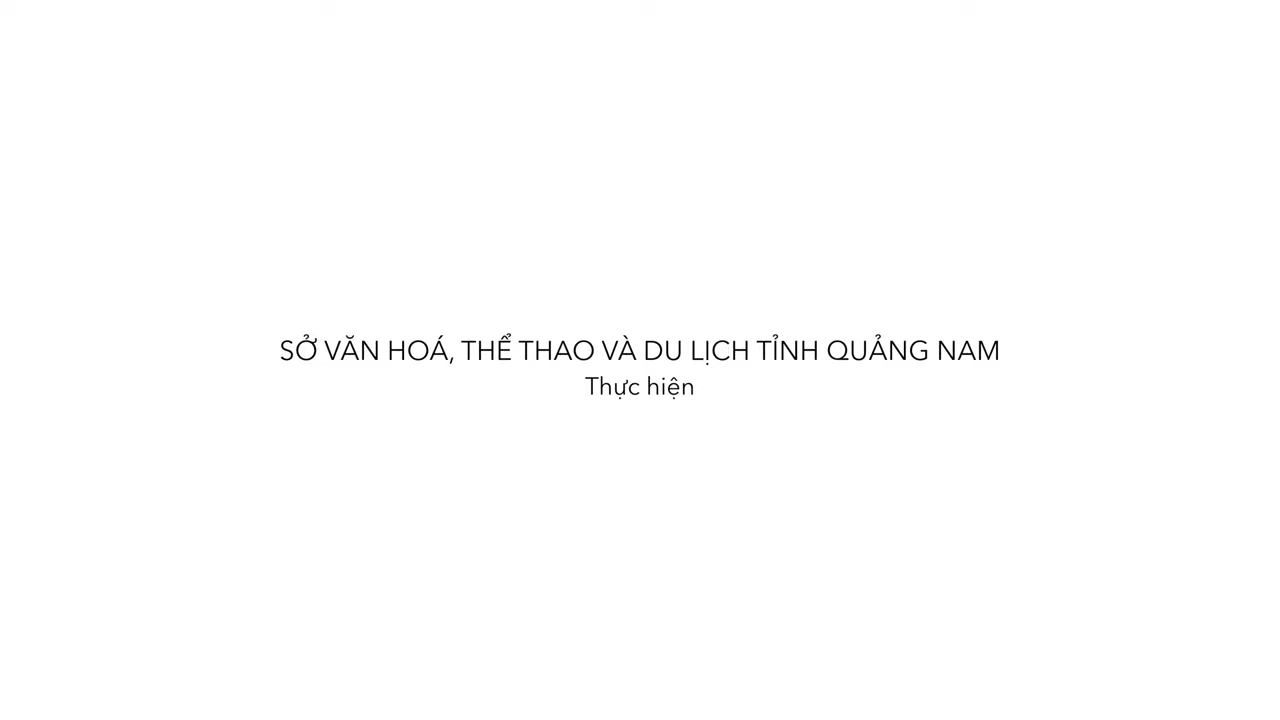 SỞ VĂN HOÁ, THỂ THAO VÀ DU LỊCH TỈNH QUẢNG NAM
Thực hiện